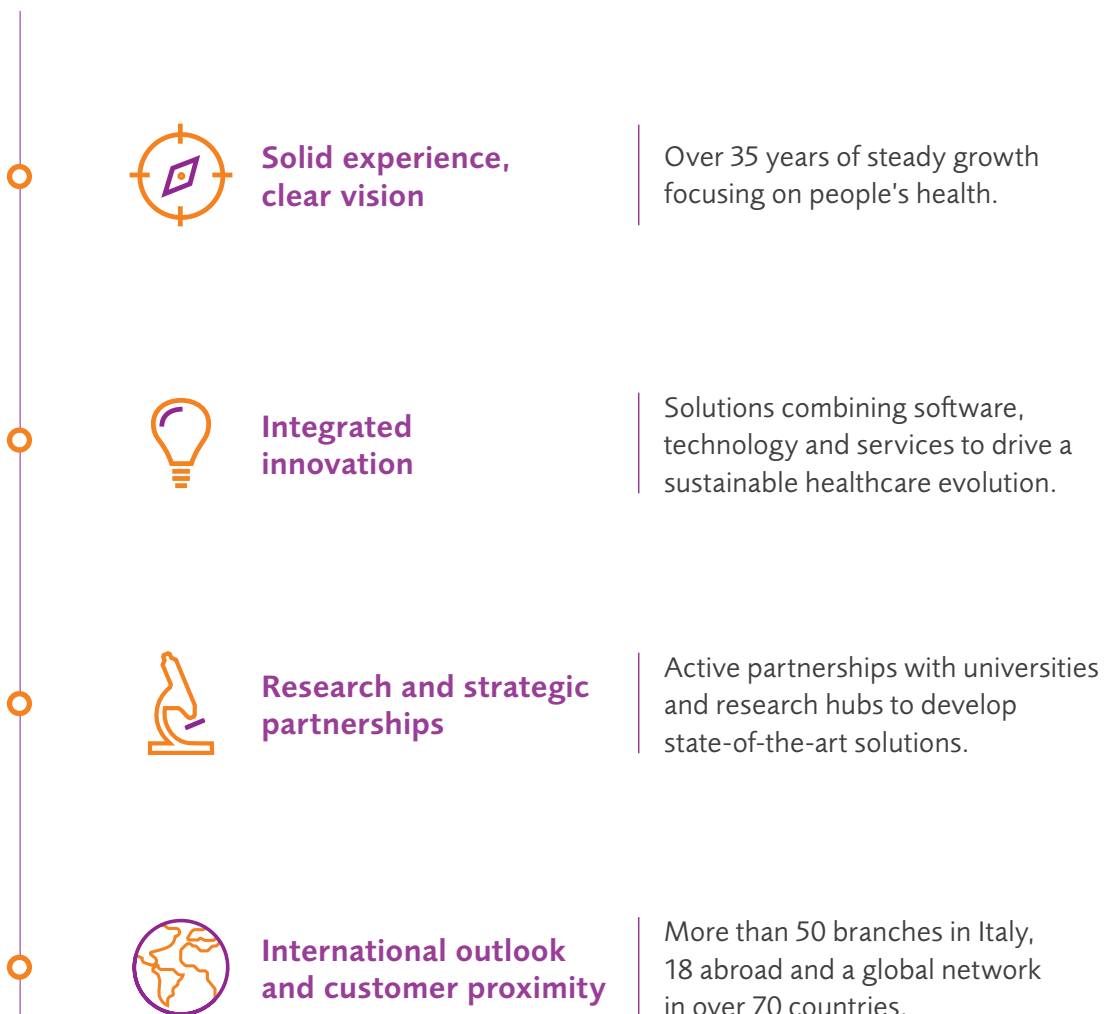 Solid experience,
clear vision
Over 35 years of steady growth
focusing on people's health.
Integrated
innovation
Solutions combining software,
technology and services to drive a
sustainable healthcare evolution.
Research and strategic
partnerships
Active partnerships with universities
and research hubs to develop
state-of-the-art solutions.
International outlook
and customer proximity
More than 50 branches in Italy,
18 abroad and a global network
in over 70 countries.